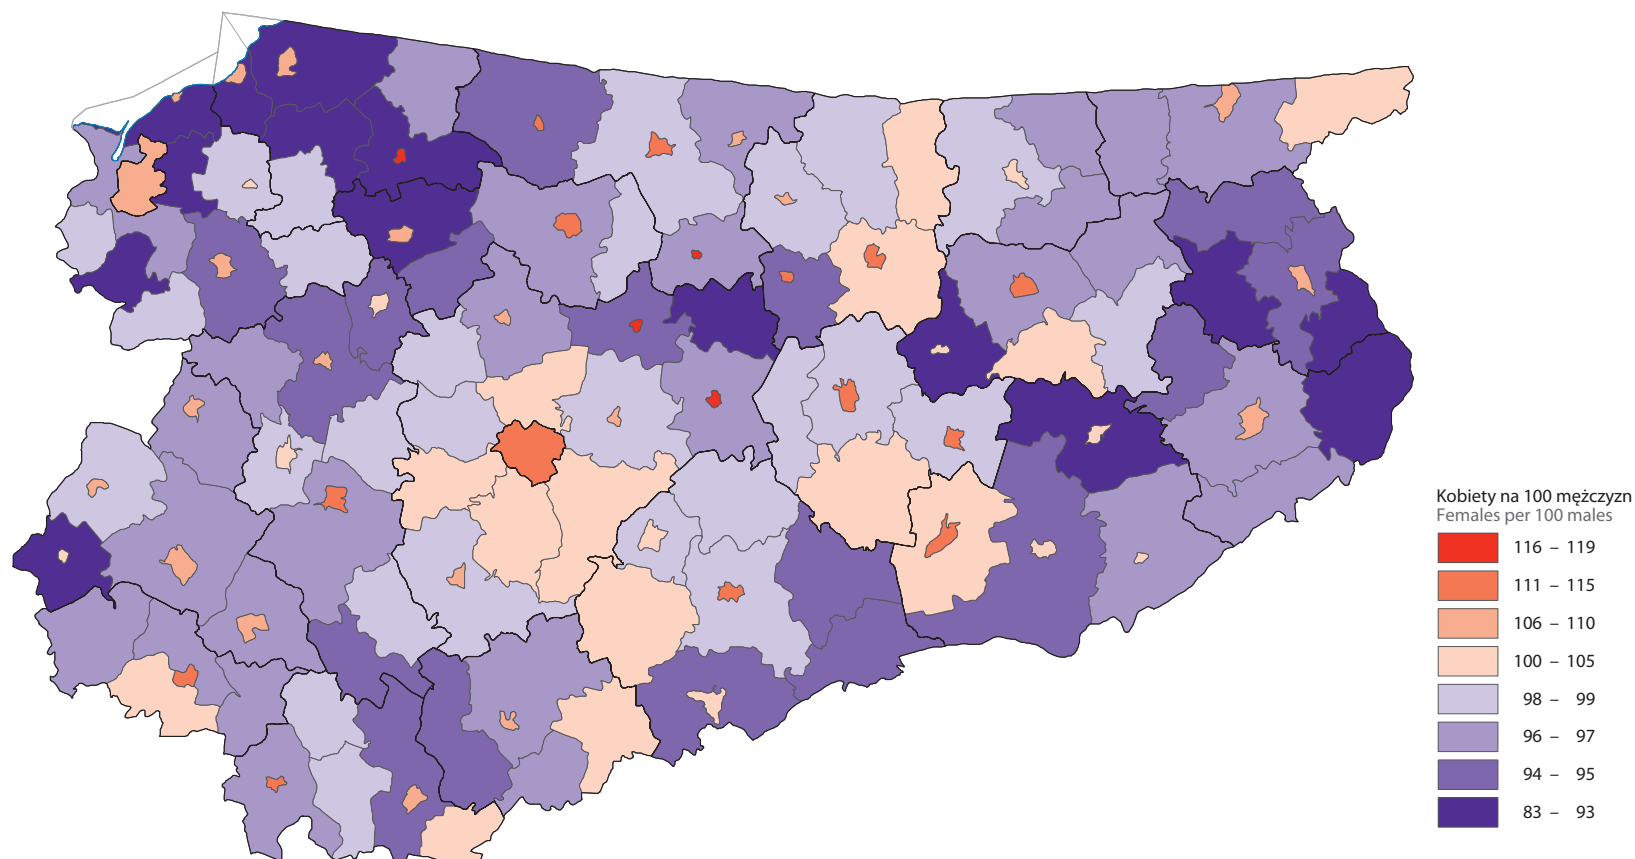 Kobiety na 100 mężczyzn
Females per 100 males
116 – 119
111 – 115
106 – 110
100 – 105
98 – 99
96 – 97
94 – 95
83 – 93